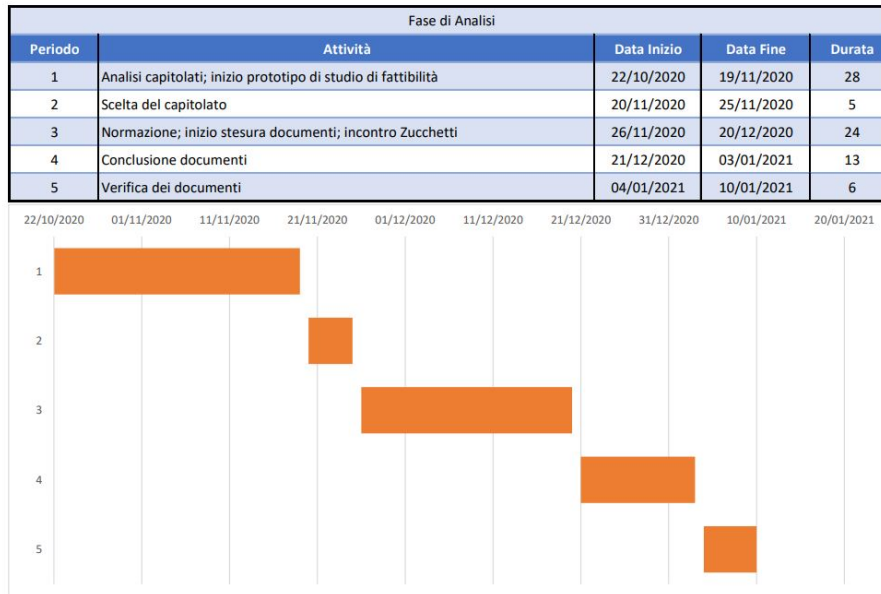 Fase di Analisi
Periodo Attività Data Inizio Data Fine Durata
1 Analisi capitolati; inizio prototipo di studio di fattibilità 22/10/2020 19/11/2020 28
2 Scelta del capitolato 20/11/2020 25/11/2020 5
3 Normazione; inizio stesura documenti; incontro Zucchetti 26/11/2020 20/12/2020 24
4 Conclusione documenti 21/12/2020 03/01/2021 13
5 Verifica dei documenti 04/01/2021 10/01/2021 6
22/10/2020 01/11/2020 11/11/2020 21/11/2020 01/12/2020 11/12/2020 21/12/2020 31/12/2020 10/01/2021 20/01/2021
1
2
3
4
5